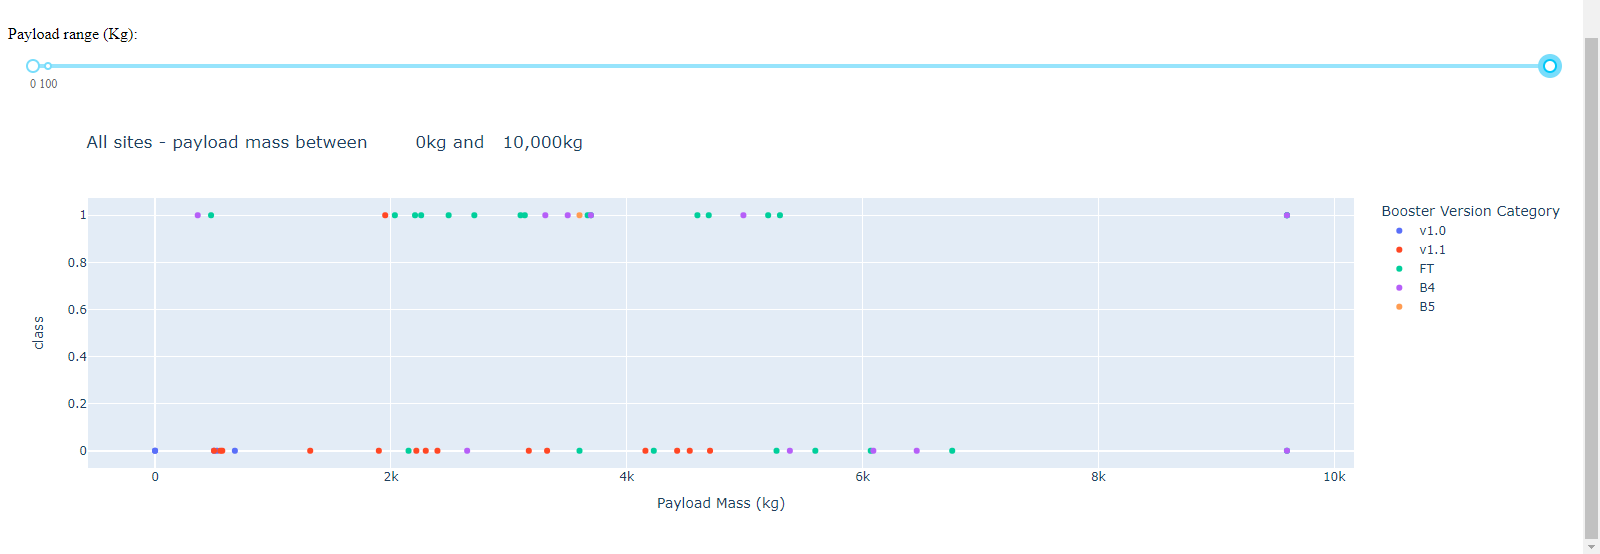 Payload range (Kg):
0 100
All sites - payload mass between 0kg and 10,000kg
Booster Version Category
v1.0
v1.1
FT
B4
B5
class
1
0.8
0.6
0.4
0.2
0
0 2k 4k 6k 8k 10k
Payload Mass (kg)